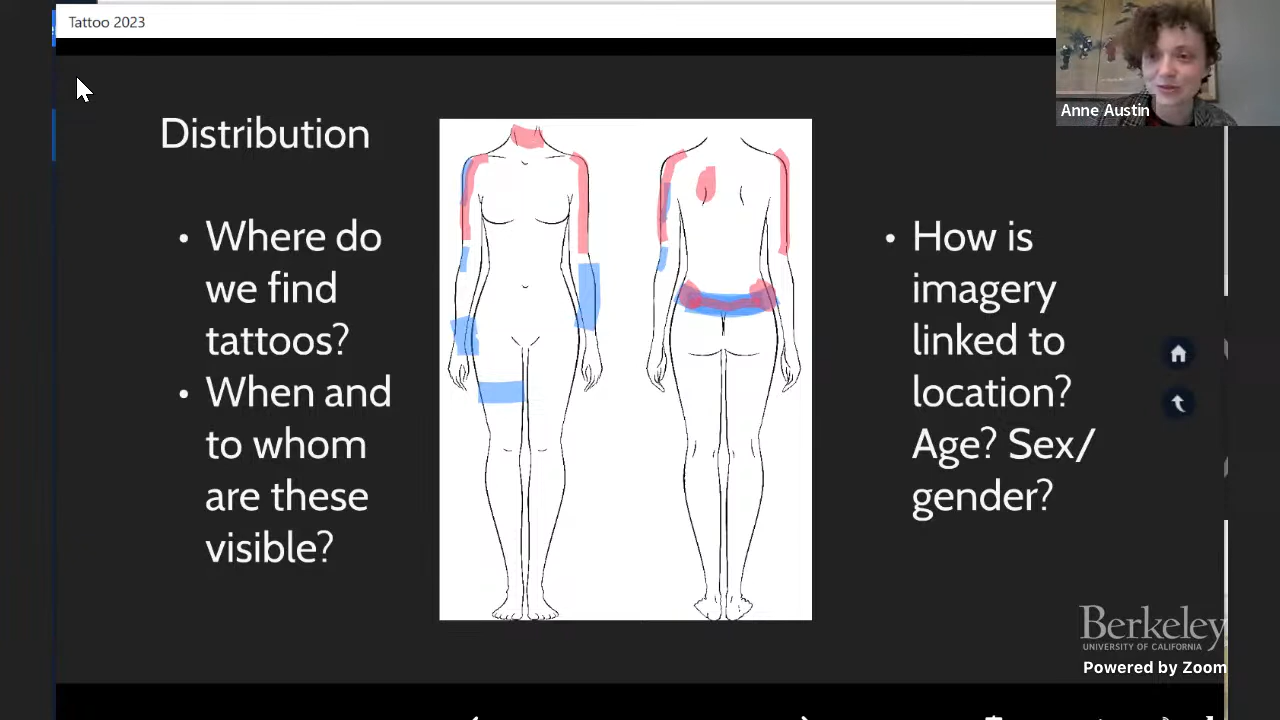 Tattoo 2023
Anne Austin
Distribution
• Where do
we find
tattoos?
• When and
to whom
are these
visible?
• How is
imagery
linked to
location?
Age? Sex/
gender?
Berkeley
UNIVERSITY OF CALIFORNIA
Powered by Zoom